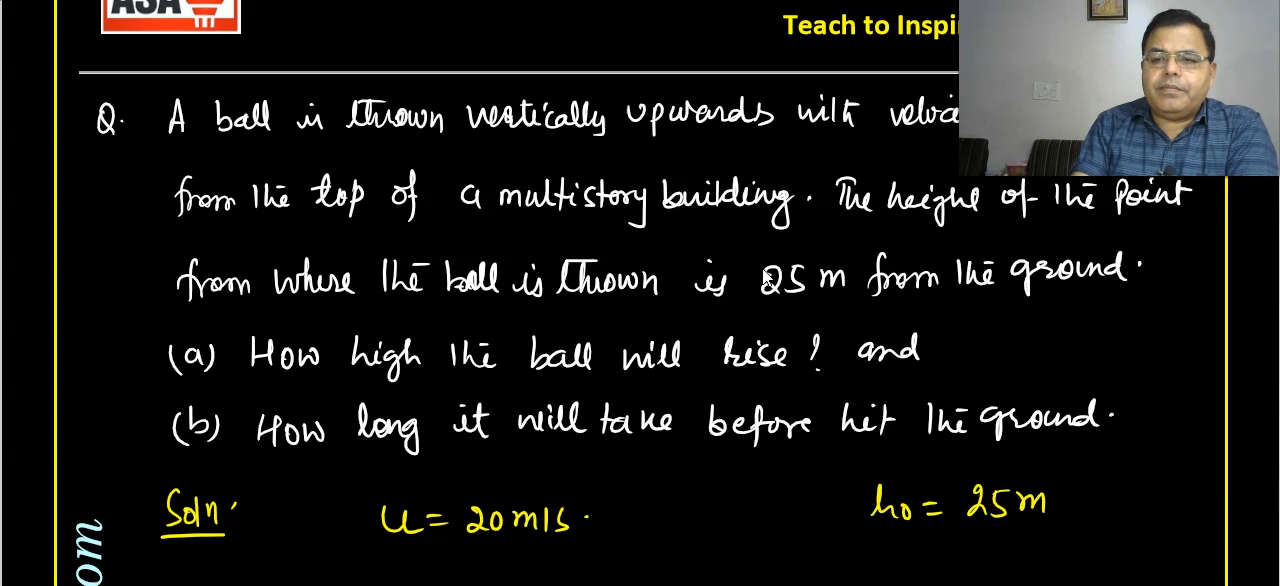 ASA
Teach to Inspi
Q. A ball is thrown vertically upwards with veloci
from the top of a multistory building. The height of the point
from where the ball is thrown is 25 m from the ground.
(a) How high the ball will rise? and
(b) How long it will take before hit the ground.
Soln. u = 20 m/s. h0 = 25 m
om